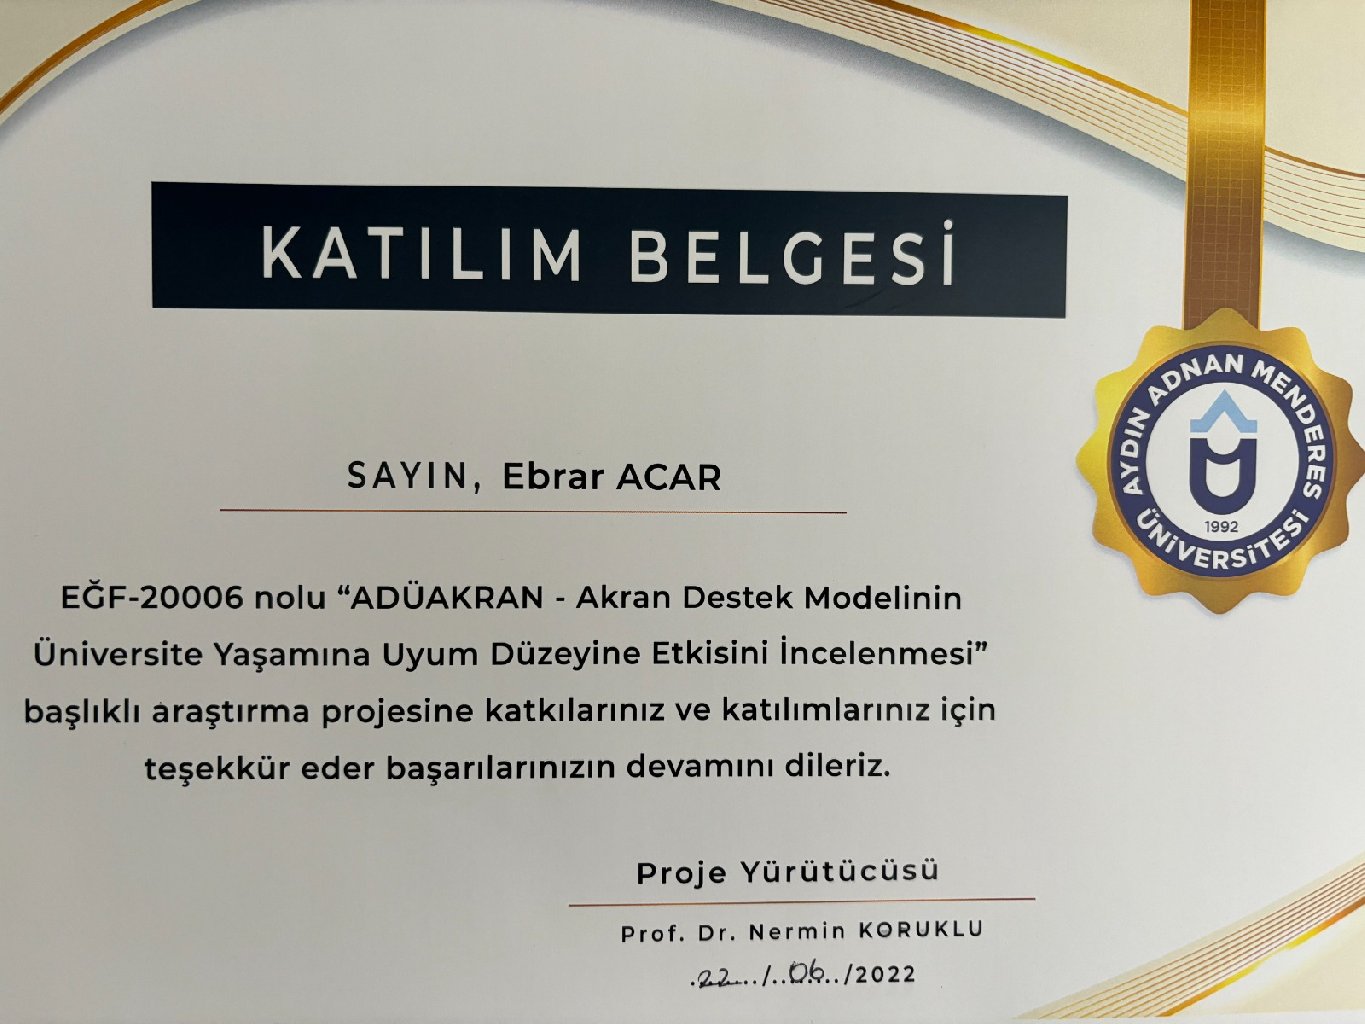 KATILIM BELGESİ
AYDIN ADNAN MENDERES
ÜNİVERSİTESİ
1992
SAYIN, Ebrar ACAR
EĞF-20006 nolu “ADÜAKRAN - Akran Destek Modelinin
Üniversite Yaşamına Uyum Düzeyine Etkisini İncelenmesi”
başlıklı araştırma projesine katkılarınız ve katılımlarınız için
teşekkür eder başarılarınızın devamını dileriz.
Proje Yürütücüsü
Prof. Dr. Nermin KORUKLU
.22.../..06../2022